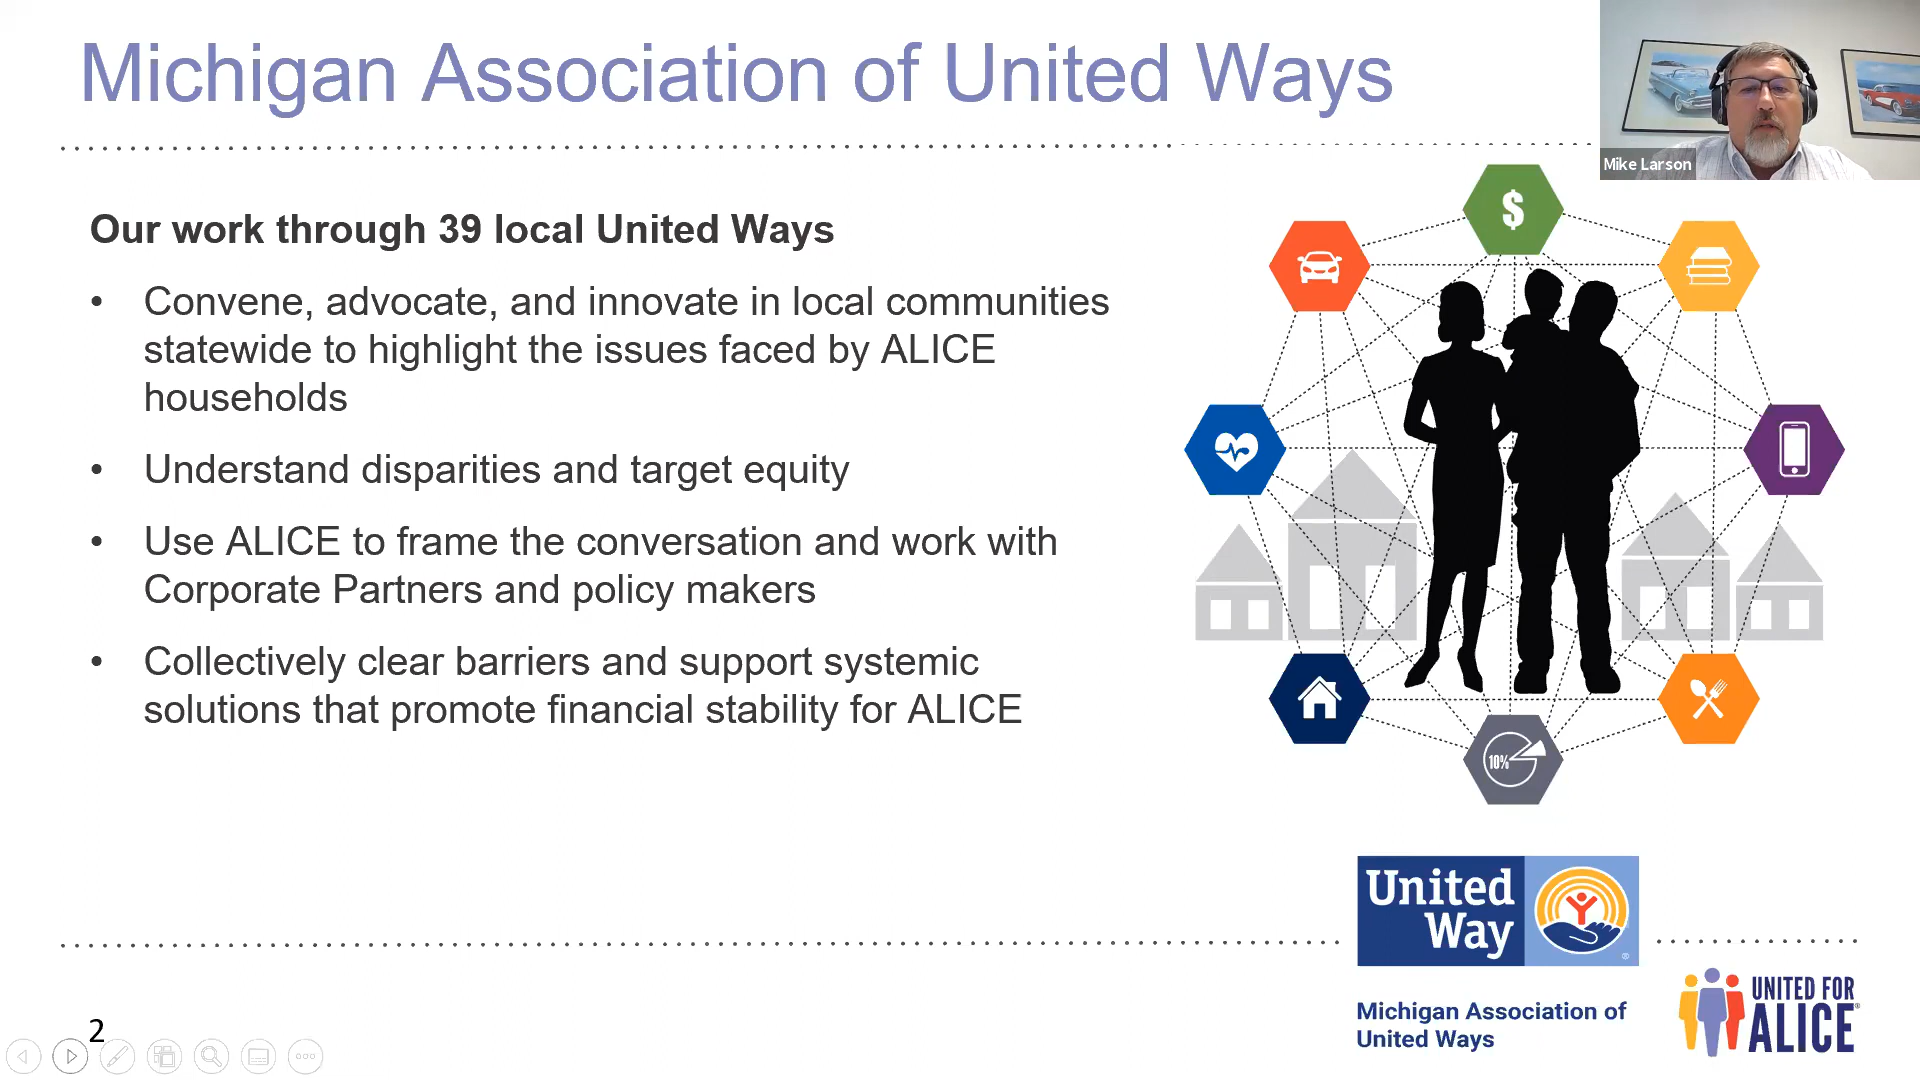 Michigan Association of United Ways
Mike Larson
Our work through 39 local United Ways
• Convene, advocate, and innovate in local communities
statewide to highlight the issues faced by ALICE
households
• Understand disparities and target equity
• Use ALICE to frame the conversation and work with
Corporate Partners and policy makers
• Collectively clear barriers and support systemic
solutions that promote financial stability for ALICE
$
10%
United
Way
®
Michigan Association of
United Ways
UNITED FOR
ALICE®
2